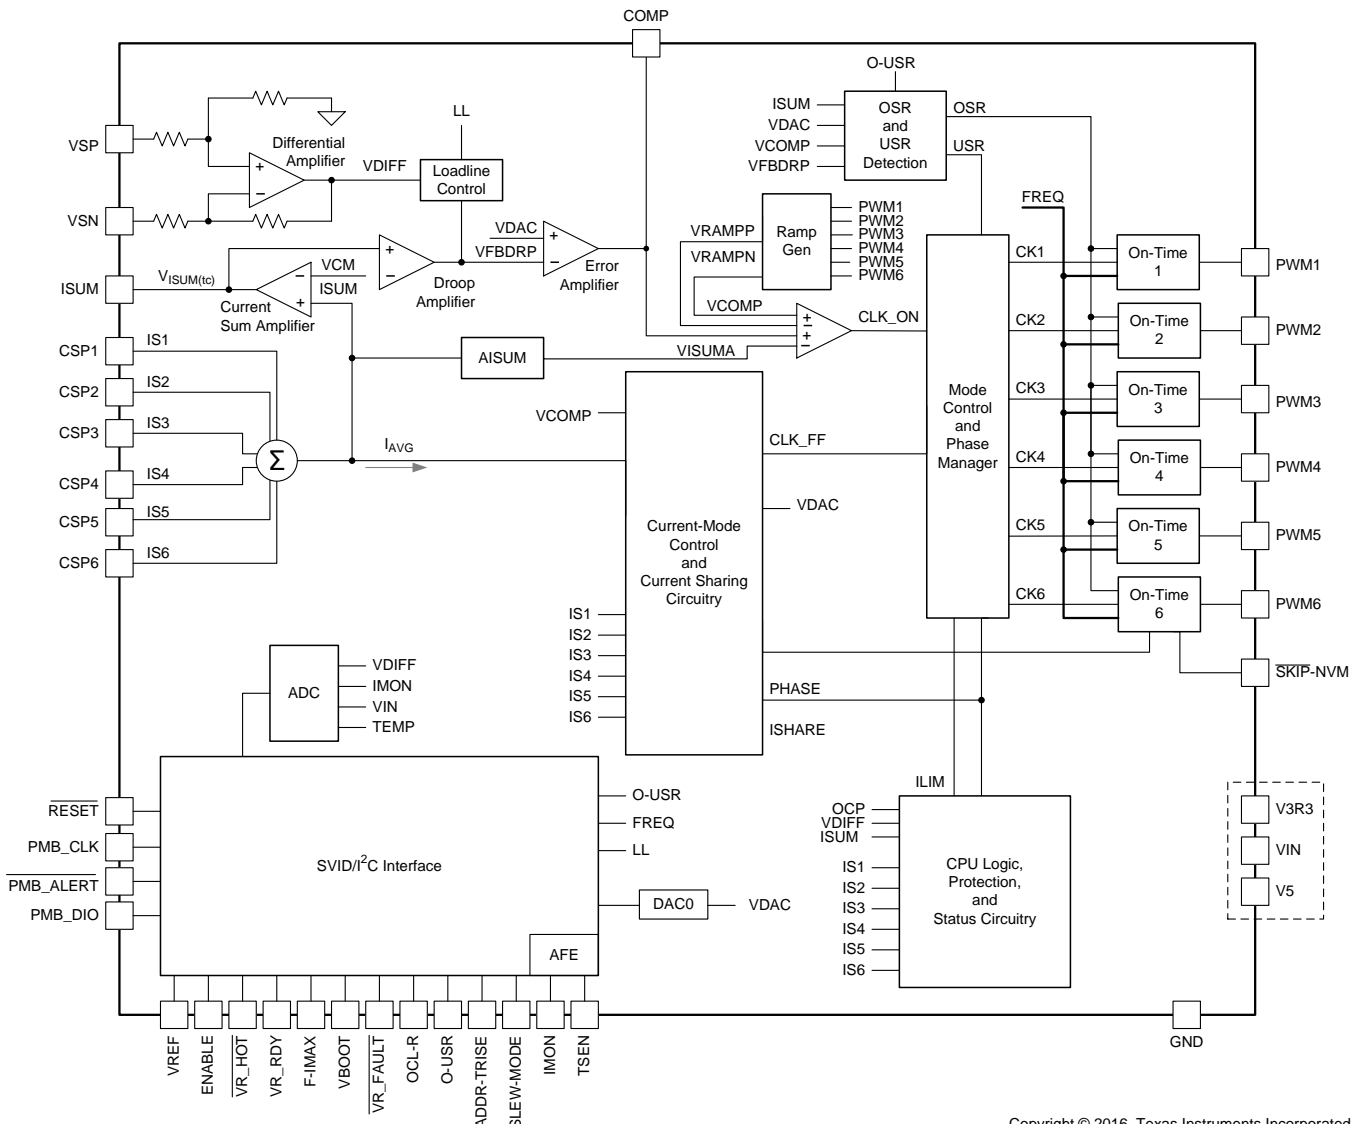 COMP
O-USR
ISUM
VDAC
VCOMP
VFBDRP
OSR
and
USR
Detection
OSR
USR
VSP
Differential
Amplifier
+
−
VDIFF
LL
Loadline
Control
VSN
FREQ
VRAMPP
VRAMPN
Ramp
Gen
PWM1
PWM2
PWM3
PWM4
PWM5
PWM6
VDAC
VFBDRP
+
−
Error
Amplifier
+
−
Droop
Amplifier
ISUM
VISUM(tc)
VCM
ISUM
−
+
Current
Sum Amplifier
VCOMP
+
−
+
−
CLK_ON
VISUMA
AISUM
CSP1
IS1
CSP2
IS2
CSP3
IS3
CSP4
IS4
CSP5
IS5
CSP6
IS6
Σ
IAVG
VCOMP
CLK_FF
VDAC
Current-Mode
Control
and
Current Sharing
Circuitry
IS1
IS2
IS3
IS4
IS5
IS6
PHASE
ISHARE
Mode
Control
and
Phase
Manager
CK1
CK2
CK3
CK4
CK5
CK6
On-Time
1
On-Time
2
On-Time
3
On-Time
4
On-Time
5
On-Time
6
PWM1
PWM2
PWM3
PWM4
PWM5
PWM6
SKIP-NVM
ADC
VDIFF
IMON
VIN
TEMP
RESET
PMB_CLK
PMB_ALERT
PMB_DIO
SVID/I2C Interface
O-USR
FREQ
LL
DAC0
VDAC
AFE
ILIM
OCP
VDIFF
ISUM
IS1
IS2
IS3
IS4
IS5
IS6
CPU Logic,
Protection,
and
Status Circuitry
V3R3
VIN
V5
GND
VREF
ENABLE
VR_HOT
VR_RDY
F-IMAX
VBOOT
VR_FAULT
OCL-R
O-USR
ADDR-TRISE
SLEW-MODE
IMON
TSEN
Copyright © 2016, Texas Instruments Incorporated